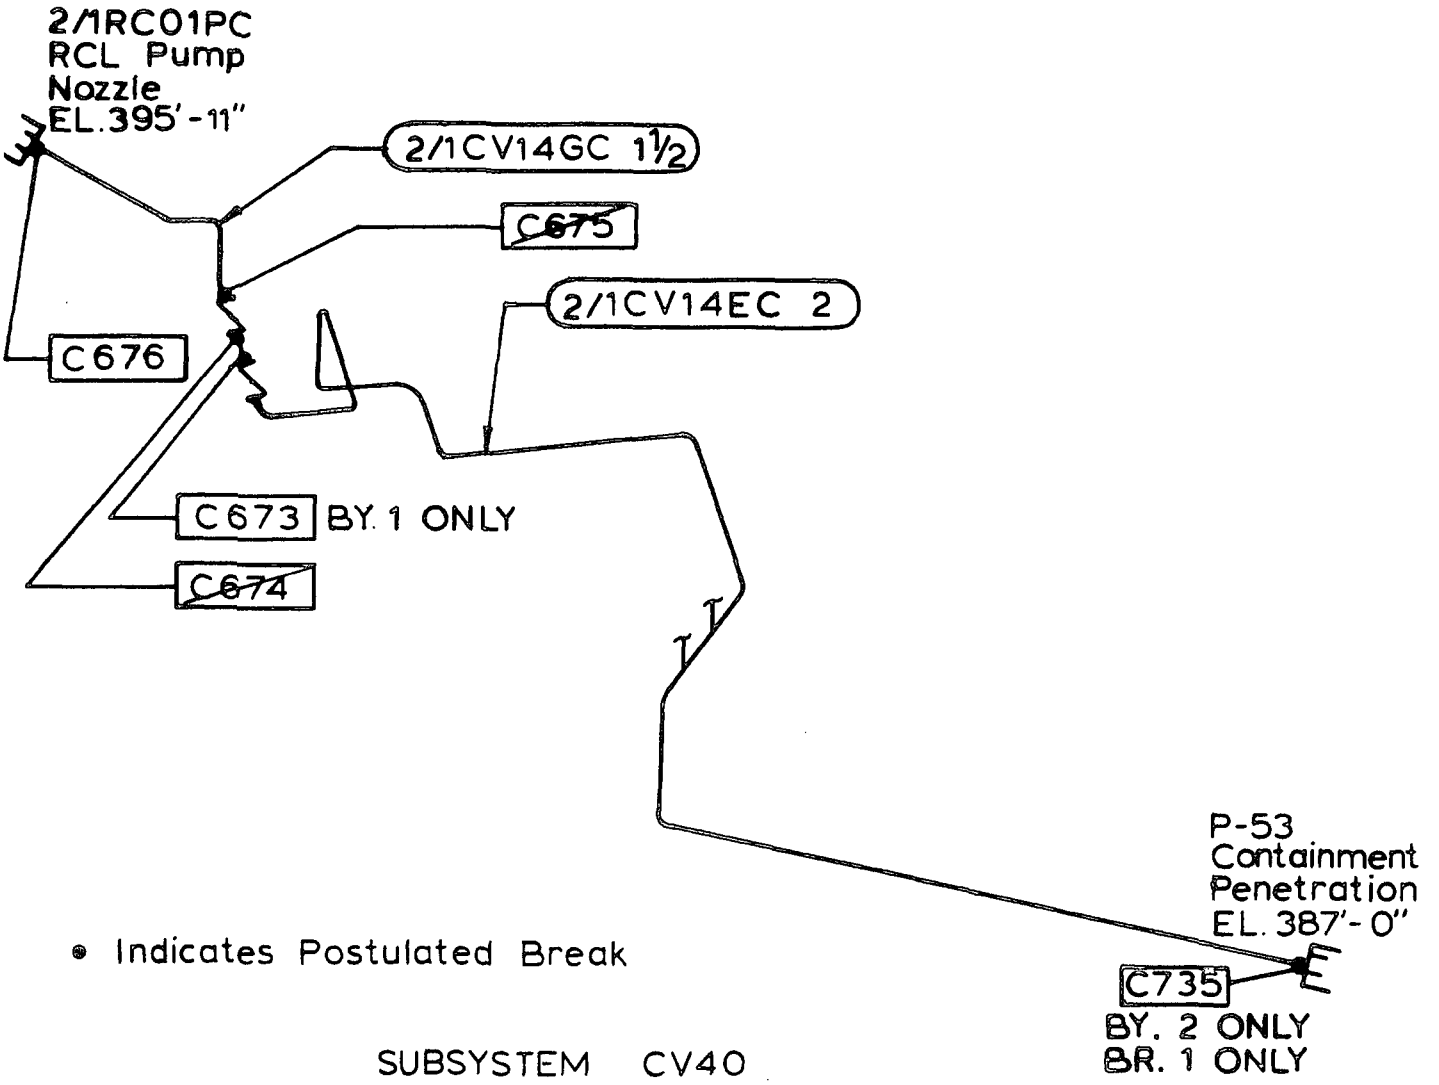 2/1RC01PC
RCL Pump
Nozzle
EL.395'-11"
2/1CV14GC 1½
C675
2/1CV14EC 2
C676
C673 BY. 1 ONLY
C674
P-53
Containment
Penetration
EL. 387'-0"
• Indicates Postulated Break
C735
BY. 2 ONLY
BR. 1 ONLY
SUBSYSTEM CV40